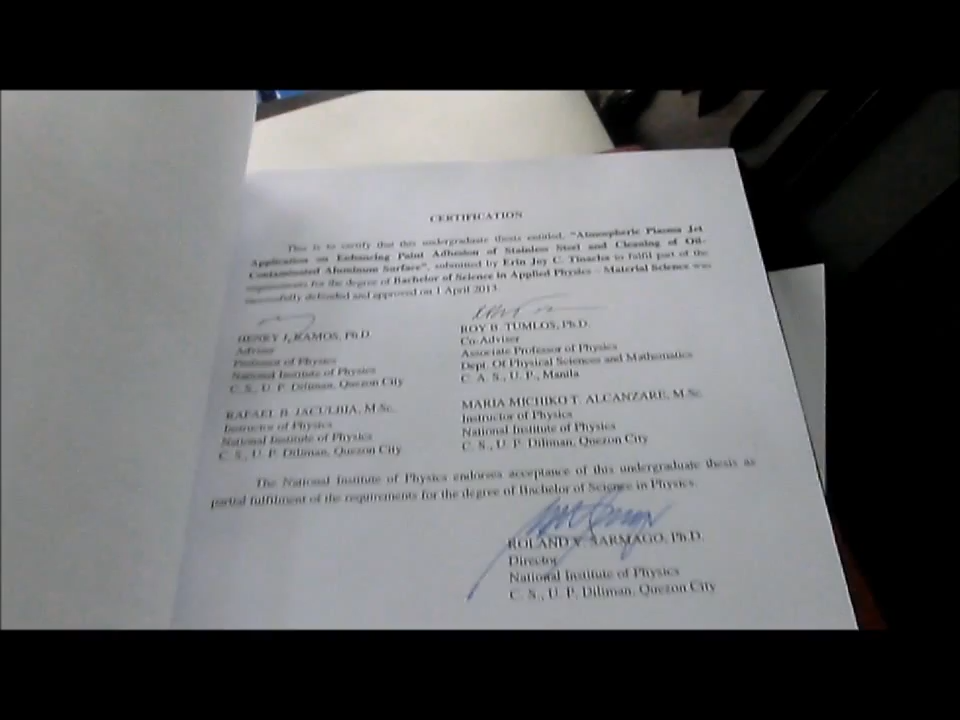 CERTIFICATION
This is to certify that this undergraduate thesis entitled, "Atmospheric Plasma Jet
Application on Enhancing Paint Adhesion of Stainless Steel and Cleaning of Oil-
Contaminated Aluminum Surface", submitted by Erin Joy C. Tinacba to fulfil part of the
requirements for the degree of Bachelor of Science in Applied Physics – Material Science was
successfully defended and approved on 1 April 2013.
HENRY J. RAMOS, Ph.D.
Adviser
Professor of Physics
National Institute of Physics
C. S., U. P. Diliman, Quezon City
ROY B. TUMLOS, Ph.D.
Co-Adviser
Associate Professor of Physics
Dept. Of Physical Sciences and Mathematics
C. A. S., U. P., Manila
RAFAEL B. JACULBIA, M.Sc.
Instructor of Physics
National Institute of Physics
C. S., U. P. Diliman, Quezon City
MARIA MICHIKO T. ALCANZARE, M.Sc.
Instructor of Physics
National Institute of Physics
C. S., U. P. Diliman, Quezon City
The National Institute of Physics endorses acceptance of this undergraduate thesis as
partial fulfilment of the requirements for the degree of Bachelor of Science in Physics.
ROLAND V. SARMAGO, Ph.D.
Director
National Institute of Physics
C. S., U. P. Diliman, Quezon City